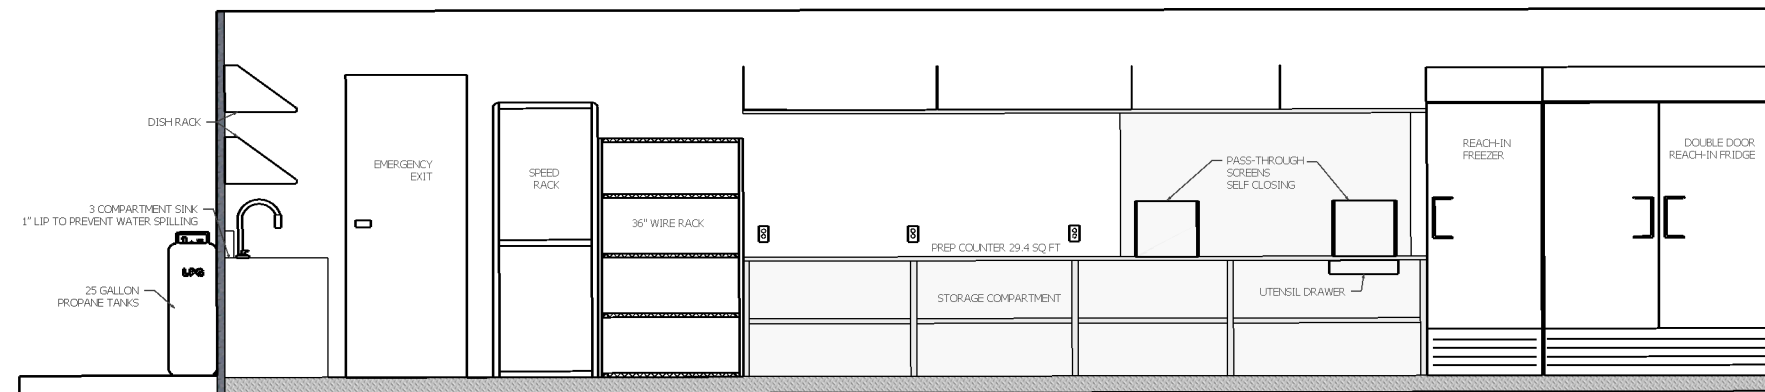 DISH RACK
3 COMPARTMENT SINK
1" LIP TO PREVENT WATER SPILLING
LPG
25 GALLON
PROPANE TANKS
EMERGENCY
EXIT
SPEED
RACK
36" WIRE RACK
PREP COUNTER 29.4 SQ FT
STORAGE COMPARTMENT
PASS-THROUGH
SCREENS
SELF CLOSING
UTENSIL DRAWER
REACH-IN
FREEZER
DOUBLE DOOR
REACH-IN FRIDGE